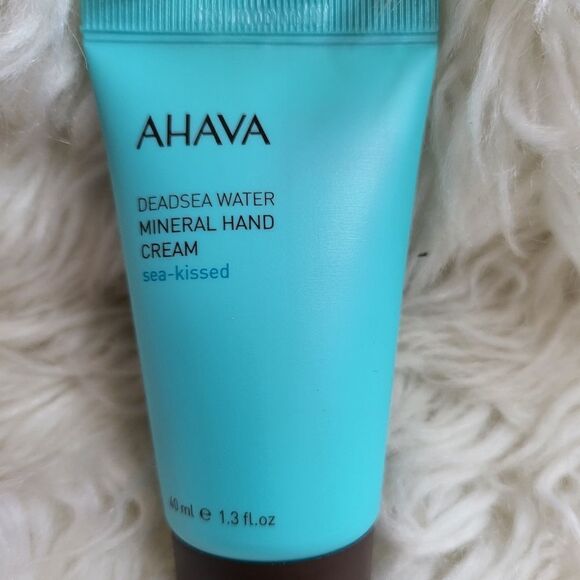 AHAVA
DEADSEA WATER
MINERAL HAND
CREAM
sea-kissed
40 ml ℮ 1.3 fl.oz